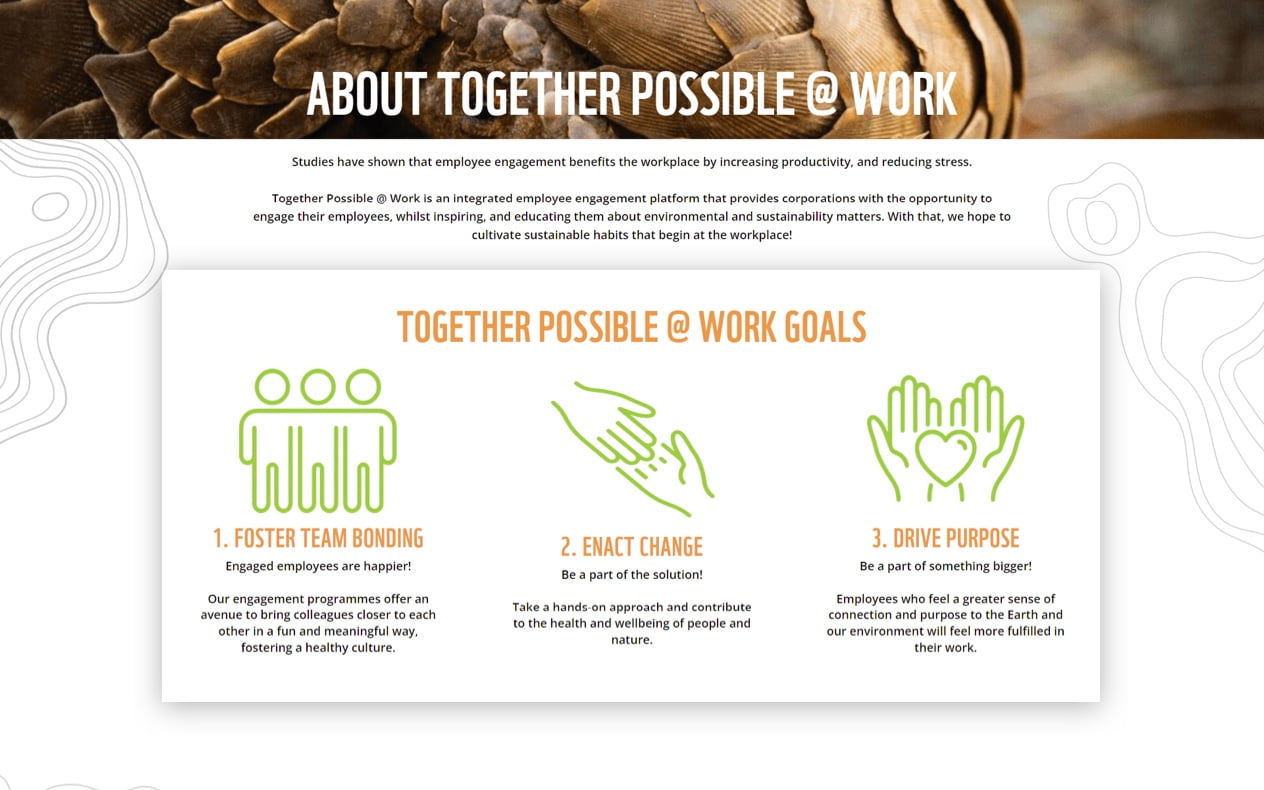 ABOUT TOGETHER POSSIBLE @ WORK
Studies have shown that employee engagement benefits the workplace by increasing productivity, and reducing stress.
Together Possible @ Work is an integrated employee engagement platform that provides corporations with the opportunity to
engage their employees, whilst inspiring, and educating them about environmental and sustainability matters. With that, we hope to
cultivate sustainable habits that begin at the workplace!
TOGETHER POSSIBLE @ WORK GOALS
1. FOSTER TEAM BONDING
Engaged employees are happier!
Our engagement programmes offer an
avenue to bring colleagues closer to each
other in a fun and meaningful way,
fostering a healthy culture.
2. ENACT CHANGE
Be a part of the solution!
Take a hands-on approach and contribute
to the health and wellbeing of people and
nature.
3. DRIVE PURPOSE
Be a part of something bigger!
Employees who feel a greater sense of
connection and purpose to the Earth and
our environment will feel more fulfilled in
their work.